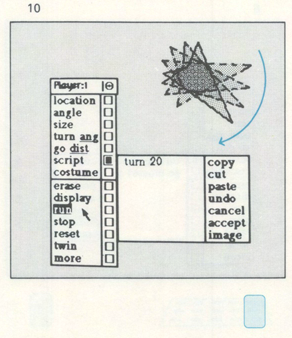 10
Player:1
location
angle
size
turn ang
go dist
script
costume
erase
display
run
stop
reset
twin
more
turn 20
copy
cut
paste
undo
cancel
accept
image